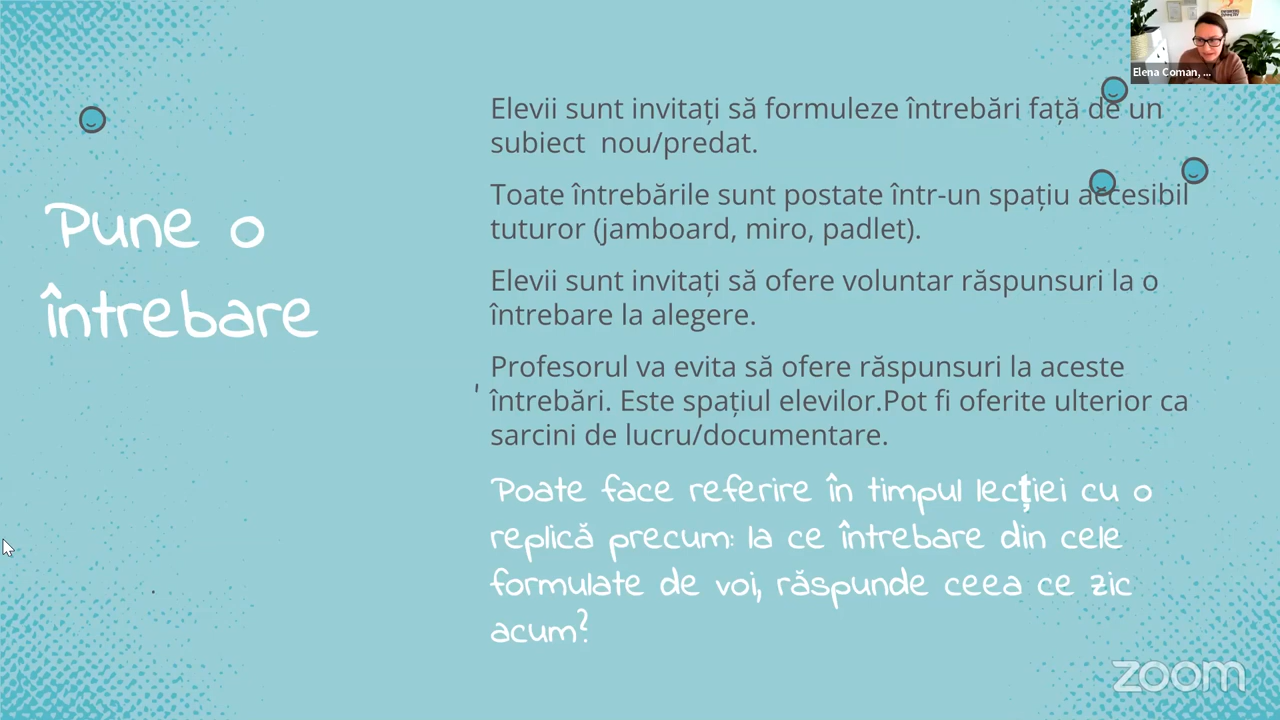 Elena Coman, ...
Pune o
întrebare
Elevii sunt invitați să formuleze întrebări față de un
subiect  nou/predat.
Toate întrebările sunt postate într-un spațiu accesibil
tuturor (jamboard, miro, padlet).
Elevii sunt invitați să ofere voluntar răspunsuri la o
întrebare la alegere.
Profesorul va evita să ofere răspunsuri la aceste
întrebări. Este spațiul elevilor.Pot fi oferite ulterior ca
sarcini de lucru/documentare.
Poate face referire în timpul lecției cu o
replică precum: la ce întrebare din cele
formulate de voi, răspunde ceea ce zic
acum?
zoom